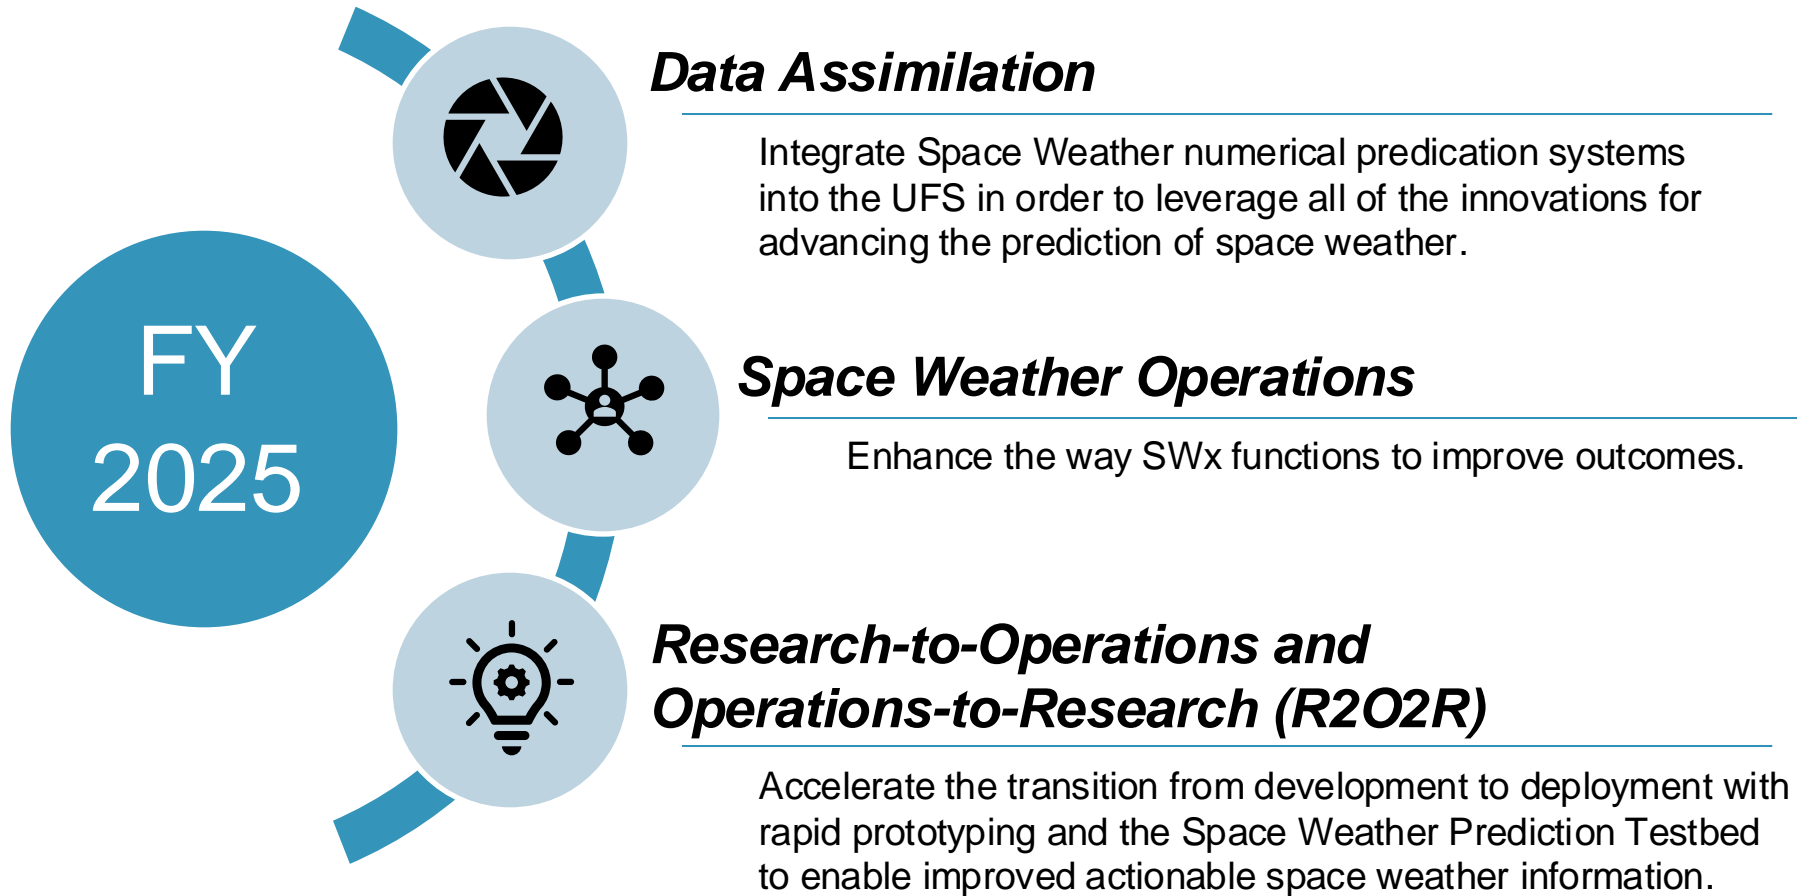 FY
2025
Data Assimilation
Integrate Space Weather numerical predication systems
into the UFS in order to leverage all of the innovations for
advancing the prediction of space weather.
Space Weather Operations
Enhance the way SWx functions to improve outcomes.
Research-to-Operations and
Operations-to-Research (R2O2R)
Accelerate the transition from development to deployment with
rapid prototyping and the Space Weather Prediction Testbed
to enable improved actionable space weather information.